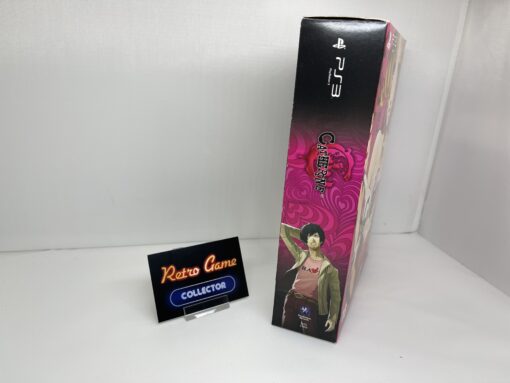 PS3
CATHERINE
Retro Game
COLLECTOR